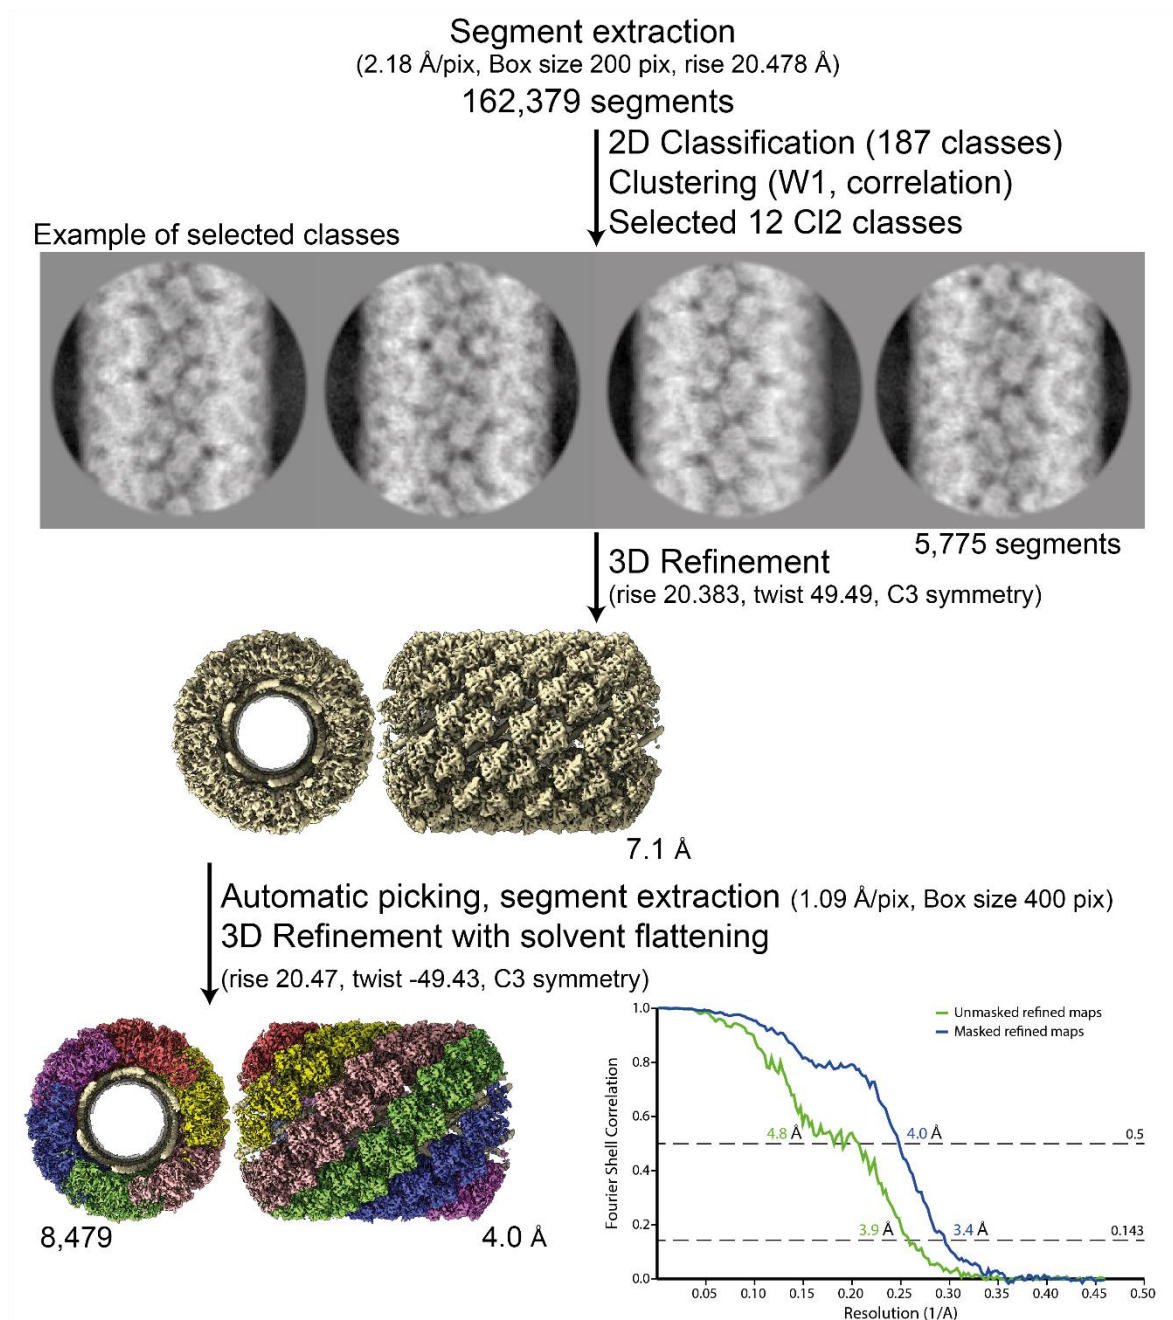 Segment extraction
(2.18 Å/pix, Box size 200 pix, rise 20.478 Å)
162,379 segments
2D Classification (187 classes)
Clustering (W1, correlation)
Selected 12 Cl2 classes
Example of selected classes
5,775 segments
3D Refinement
(rise 20.383, twist 49.49, C3 symmetry)
7.1 Å
Automatic picking, segment extraction (1.09 Å/pix, Box size 400 pix)
3D Refinement with solvent flattening
(rise 20.47, twist -49.43, C3 symmetry)
8,479
4.0 Å
Unmasked refined maps
Masked refined maps
Fourier Shell Correlation
1.0
0.8
0.6
0.4
0.2
0.0
4.8 Å
4.0 Å
0.5
3.9 Å
3.4 Å
0.143
0.05 0.10 0.15 0.20 0.25 0.30 0.35 0.40 0.45 0.50
Resolution (1/A)